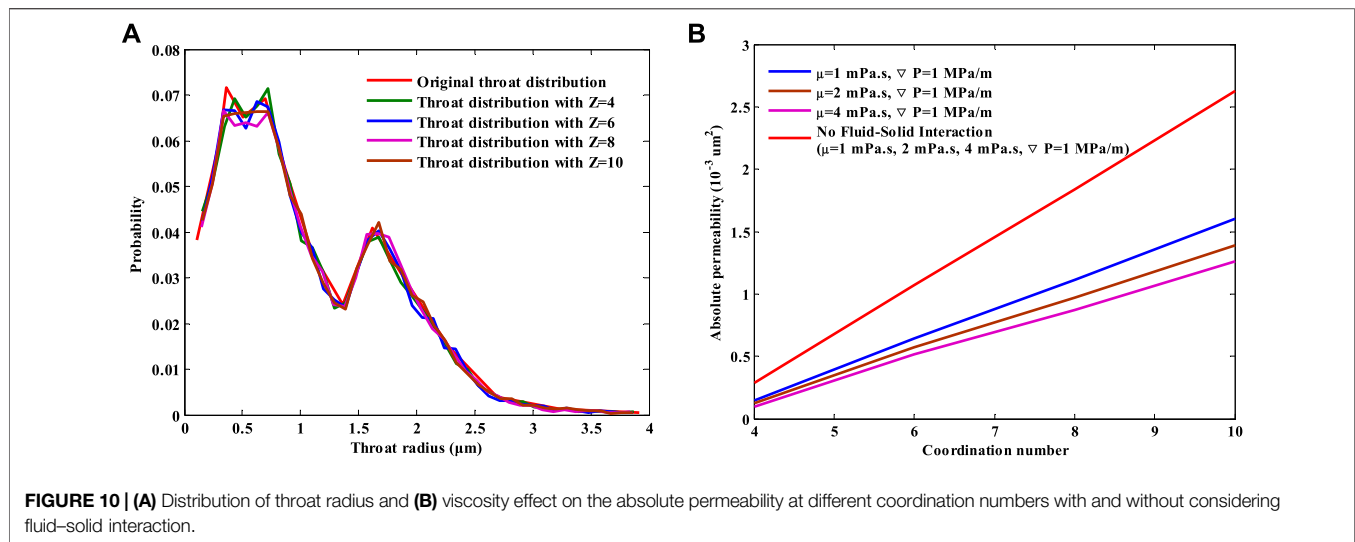 A
0.08
0.07
0.06
0.05
0.04
0.03
0.02
0.01
0
Probability
Original throat distribution
Throat distribution with Z=4
Throat distribution with Z=6
Throat distribution with Z=8
Throat distribution with Z=10
0 0.5 1 1.5 2 2.5 3 3.5 4
Throat radius (μm)
B
3
2.5
2
1.5
1
0.5
0
Absolute permeability (10⁻³ um²)
μ=1 mPa.s, ▽ P=1 MPa/m
μ=2 mPa.s, ▽ P=1 MPa/m
μ=4 mPa.s, ▽ P=1 MPa/m
No Fluid-Solid Interaction
(μ=1 mPa.s, 2 mPa.s, 4 mPa.s, ▽ P=1 MPa/m)
4 5 6 7 8 9 10
Coordination number
FIGURE 10 | (A) Distribution of throat radius and (B) viscosity effect on the absolute permeability at different coordination numbers with and without considering
fluid–solid interaction.